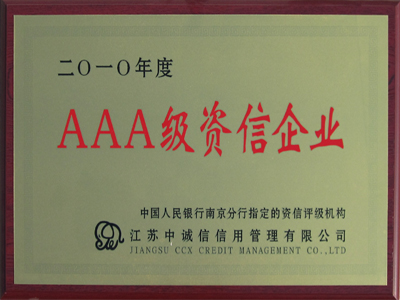 二〇一〇年度
AAA级资信企业
中国人民银行南京分行指定的资信评级机构
江苏中诚信信用管理有限公司
JIANGSU CCX CREDIT MANAGEMENT CO.,LTD